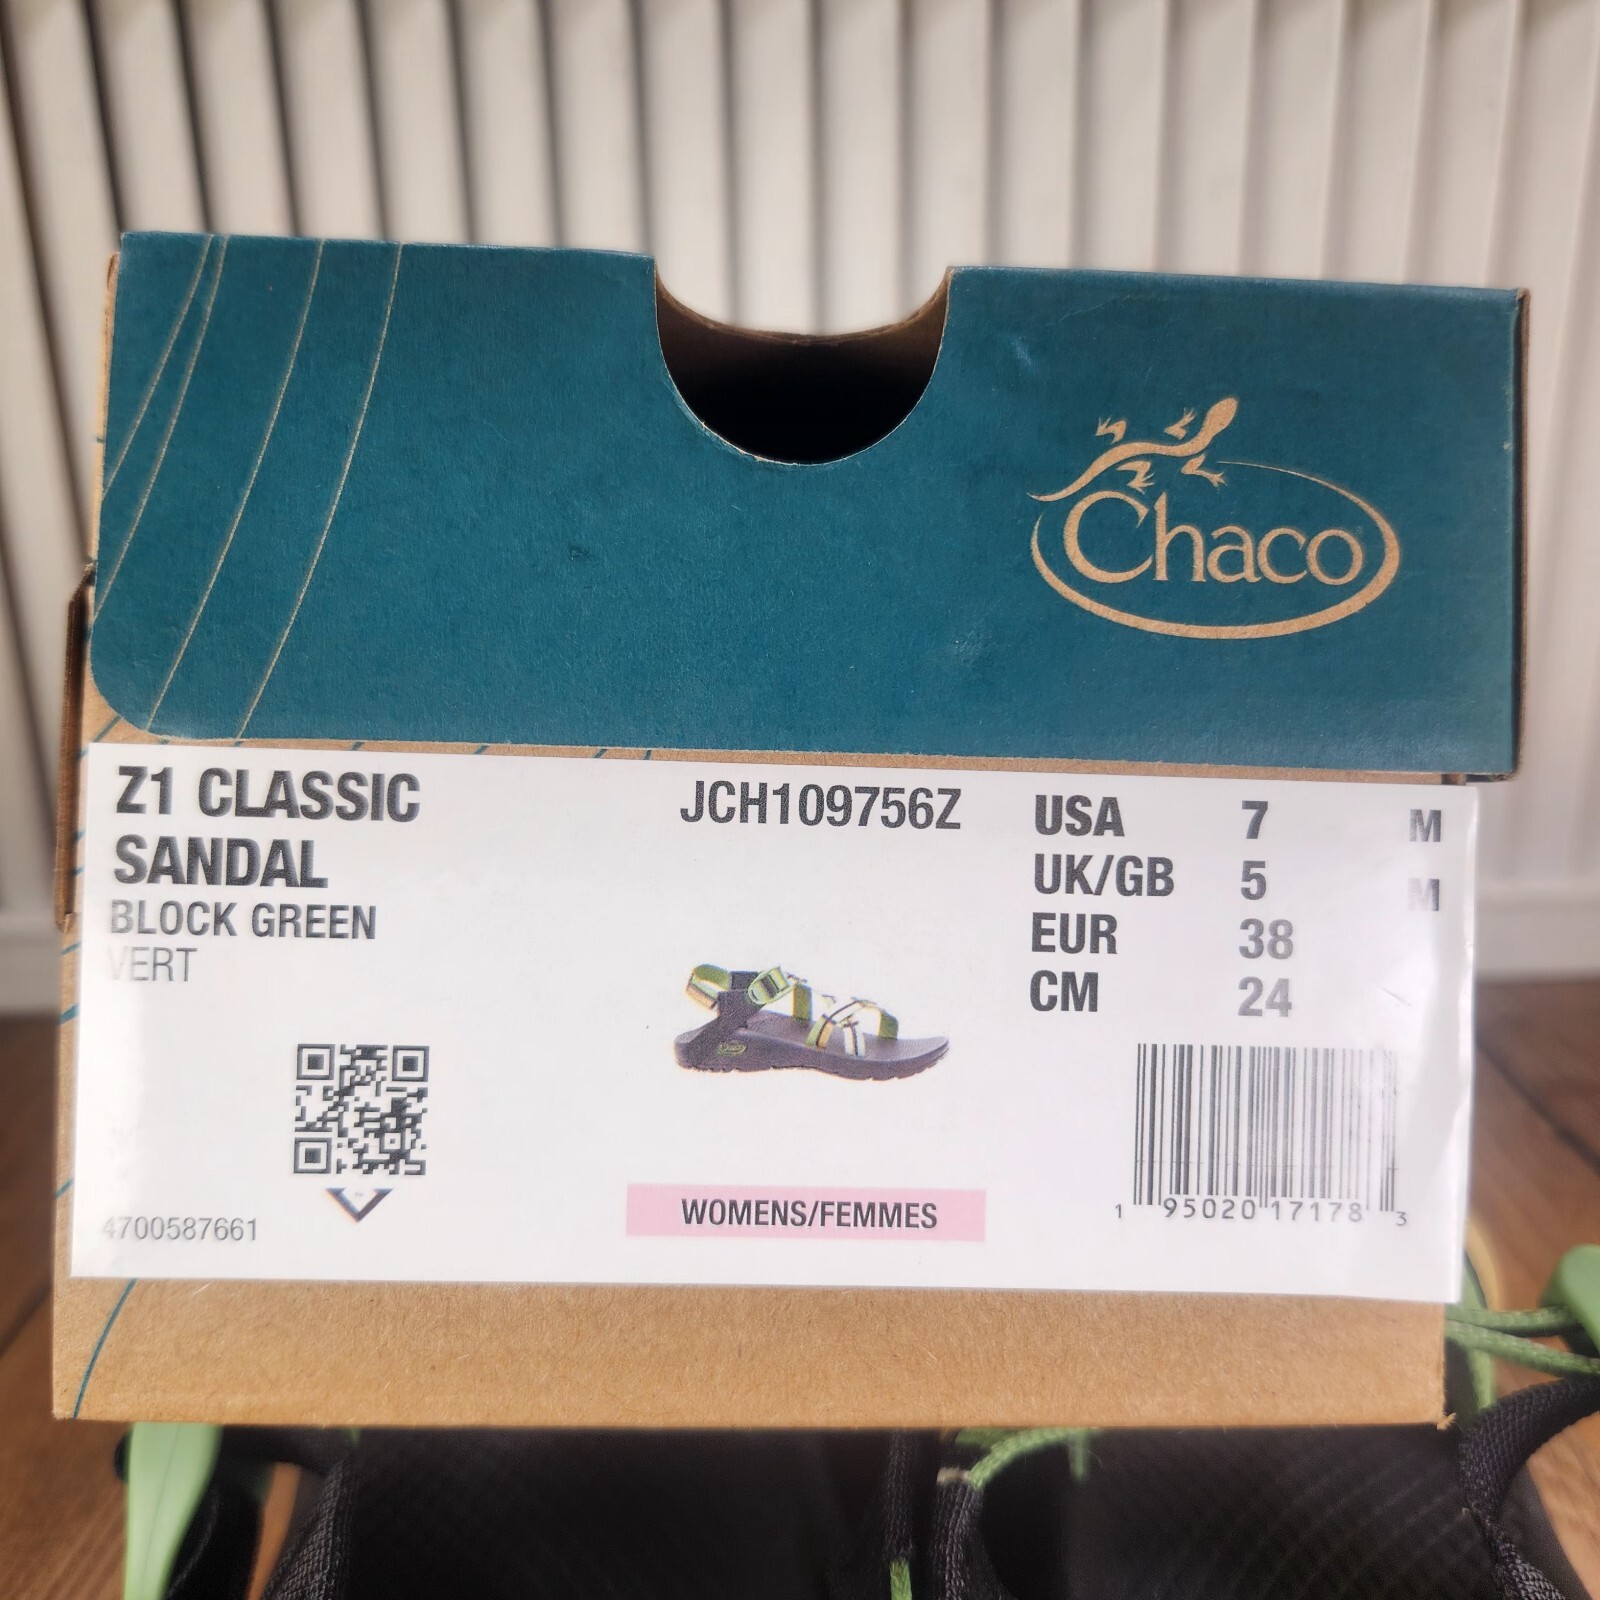 Chaco
Z1 CLASSIC
SANDAL
BLOCK GREEN
VERT
JCH109756Z
USA 7 M
UK/GB 5 M
EUR 38
CM 24
4700587661
WOMENS/FEMMES
1 95020 17178 3